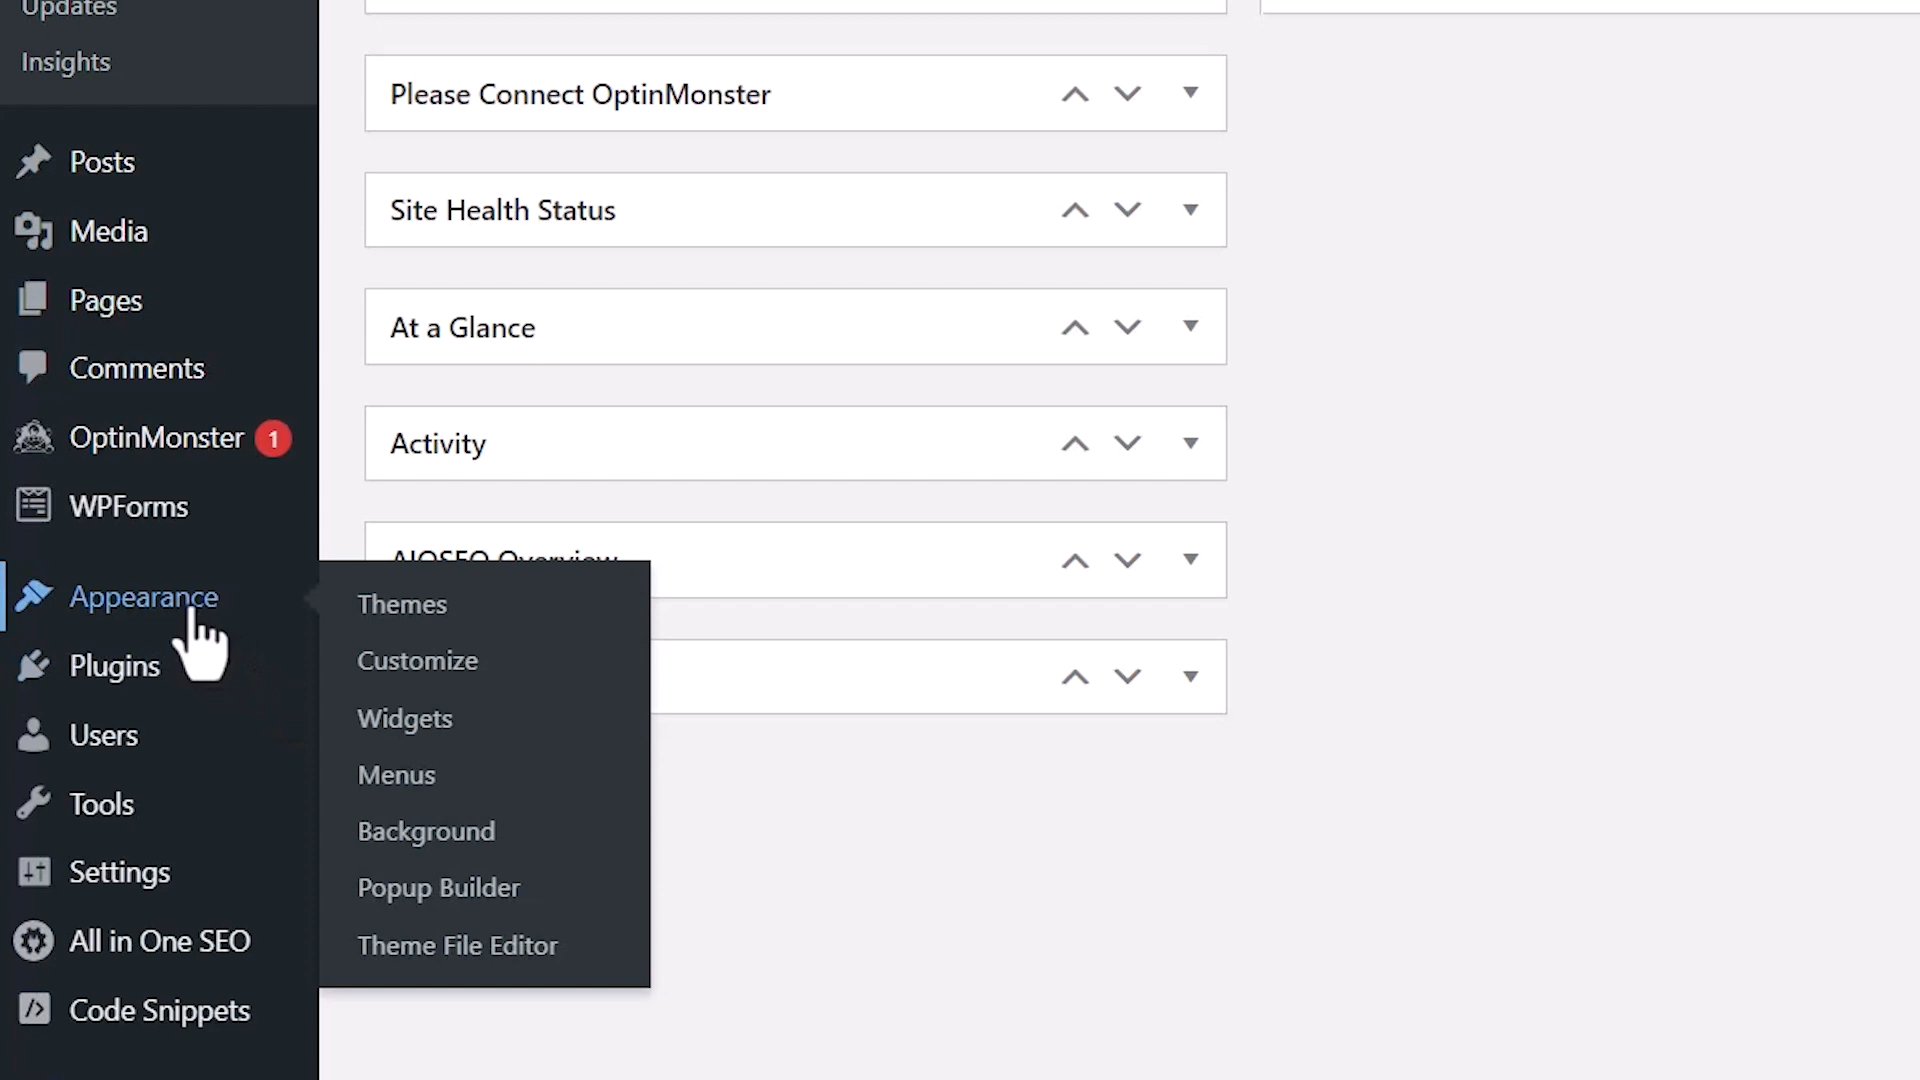 Updates
Insights
Posts
Media
Pages
Comments
OptinMonster 1
WPForms
Appearance
Plugins
Users
Tools
Settings
All in One SEO
Code Snippets
Themes
Customize
Widgets
Menus
Background
Popup Builder
Theme File Editor
Please Connect OptinMonster
Site Health Status
At a Glance
Activity
AIOSEO Overview